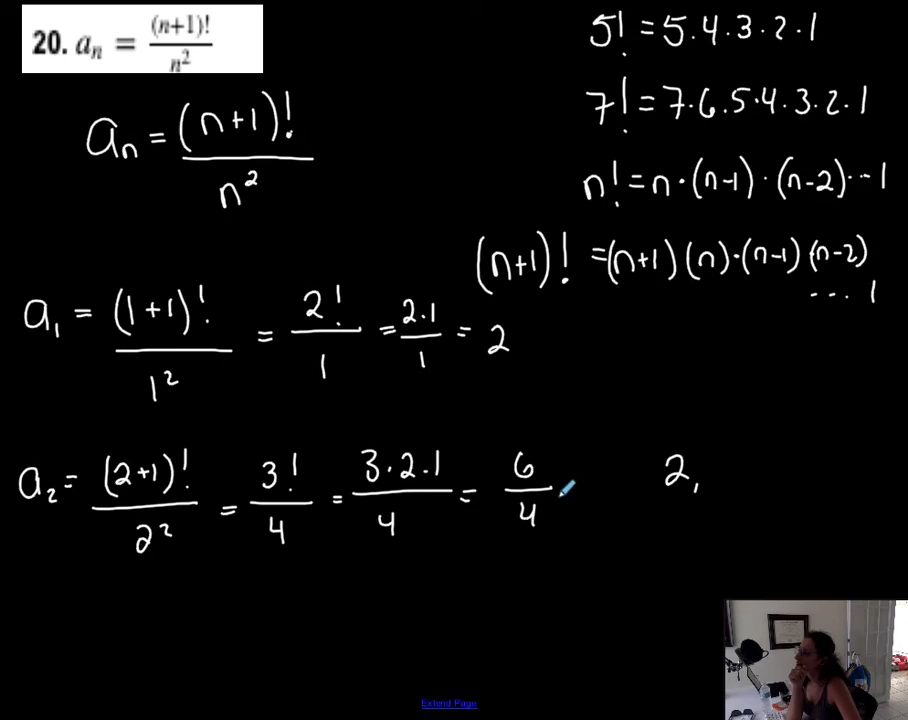 20. aₙ = (n+1)! / n²
aₙ = (n+1)! / n²
5! = 5.4.3.2.1
7! = 7.6.5.4.3.2.1
n! = n·(n-1)·(n-2)...1
(n+1)! = (n+1)(n)·(n-1)(n-2)
... 1
a₁ = (1+1)! / 1² = 2! / 1 = 2.1 / 1 = 2
a₂ = (2+1)! / 2² = 3! / 4 = 3·2.1 / 4 = 6 / 4
2,
Extend Page